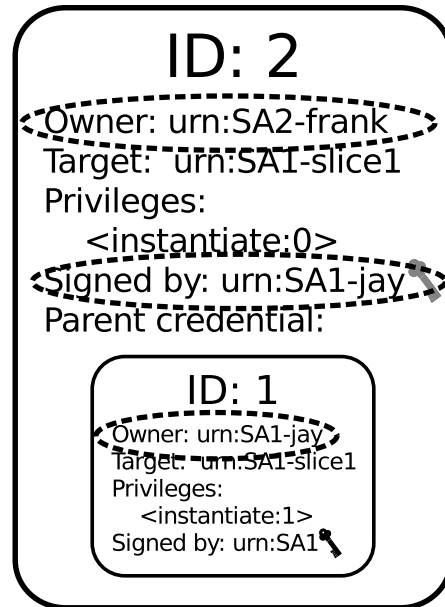 ID: 2
Owner: urn:SA2-frank
Target: urn:SA1-slice1
Privileges:
<instantiate:0>
Signed by: urn:SA1-jay
Parent credential:
ID: 1
Owner: urn:SA1-jay
Target: urn:SA1-slice1
Privileges:
<instantiate:1>
Signed by: urn:SA1